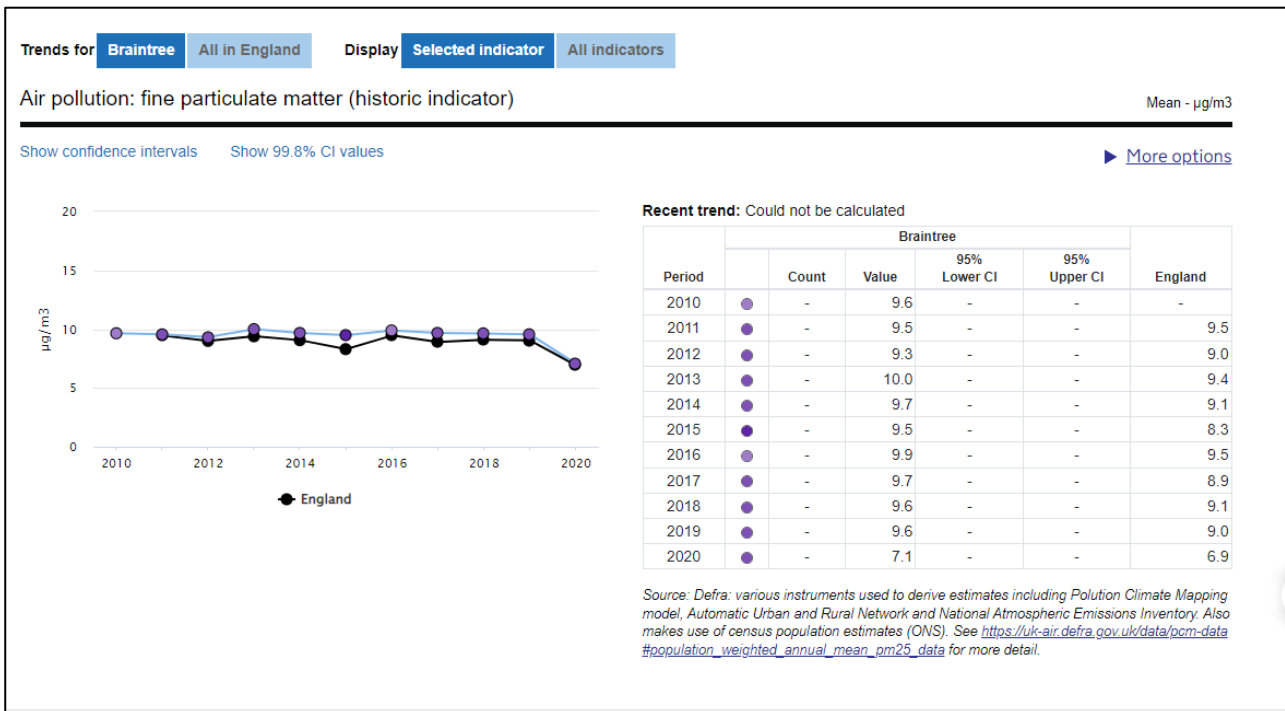 Trends for Braintree All in England Display Selected indicator All indicators
Air pollution: fine particulate matter (historic indicator) Mean - µg/m3
Show confidence intervals Show 99.8% CI values ▶ More options
20
15
10
5
0
µg/m3
2010 2012 2014 2016 2018 2020
England
Recent trend: Could not be calculated
Braintree
Period Count Value 95% Lower CI 95% Upper CI England
2010 - 9.6 - - -
2011 - 9.5 - - 9.5
2012 - 9.3 - - 9.0
2013 - 10.0 - - 9.4
2014 - 9.7 - - 9.1
2015 - 9.5 - - 8.3
2016 - 9.9 - - 9.5
2017 - 9.7 - - 8.9
2018 - 9.6 - - 9.1
2019 - 9.6 - - 9.0
2020 - 7.1 - - 6.9
Source: Defra: various instruments used to derive estimates including Polution Climate Mapping
model, Automatic Urban and Rural Network and National Atmospheric Emissions Inventory. Also
makes use of census population estimates (ONS). See https://uk-air.defra.gov.uk/data/pcm-data
#population_weighted_annual_mean_pm25_data for more detail.